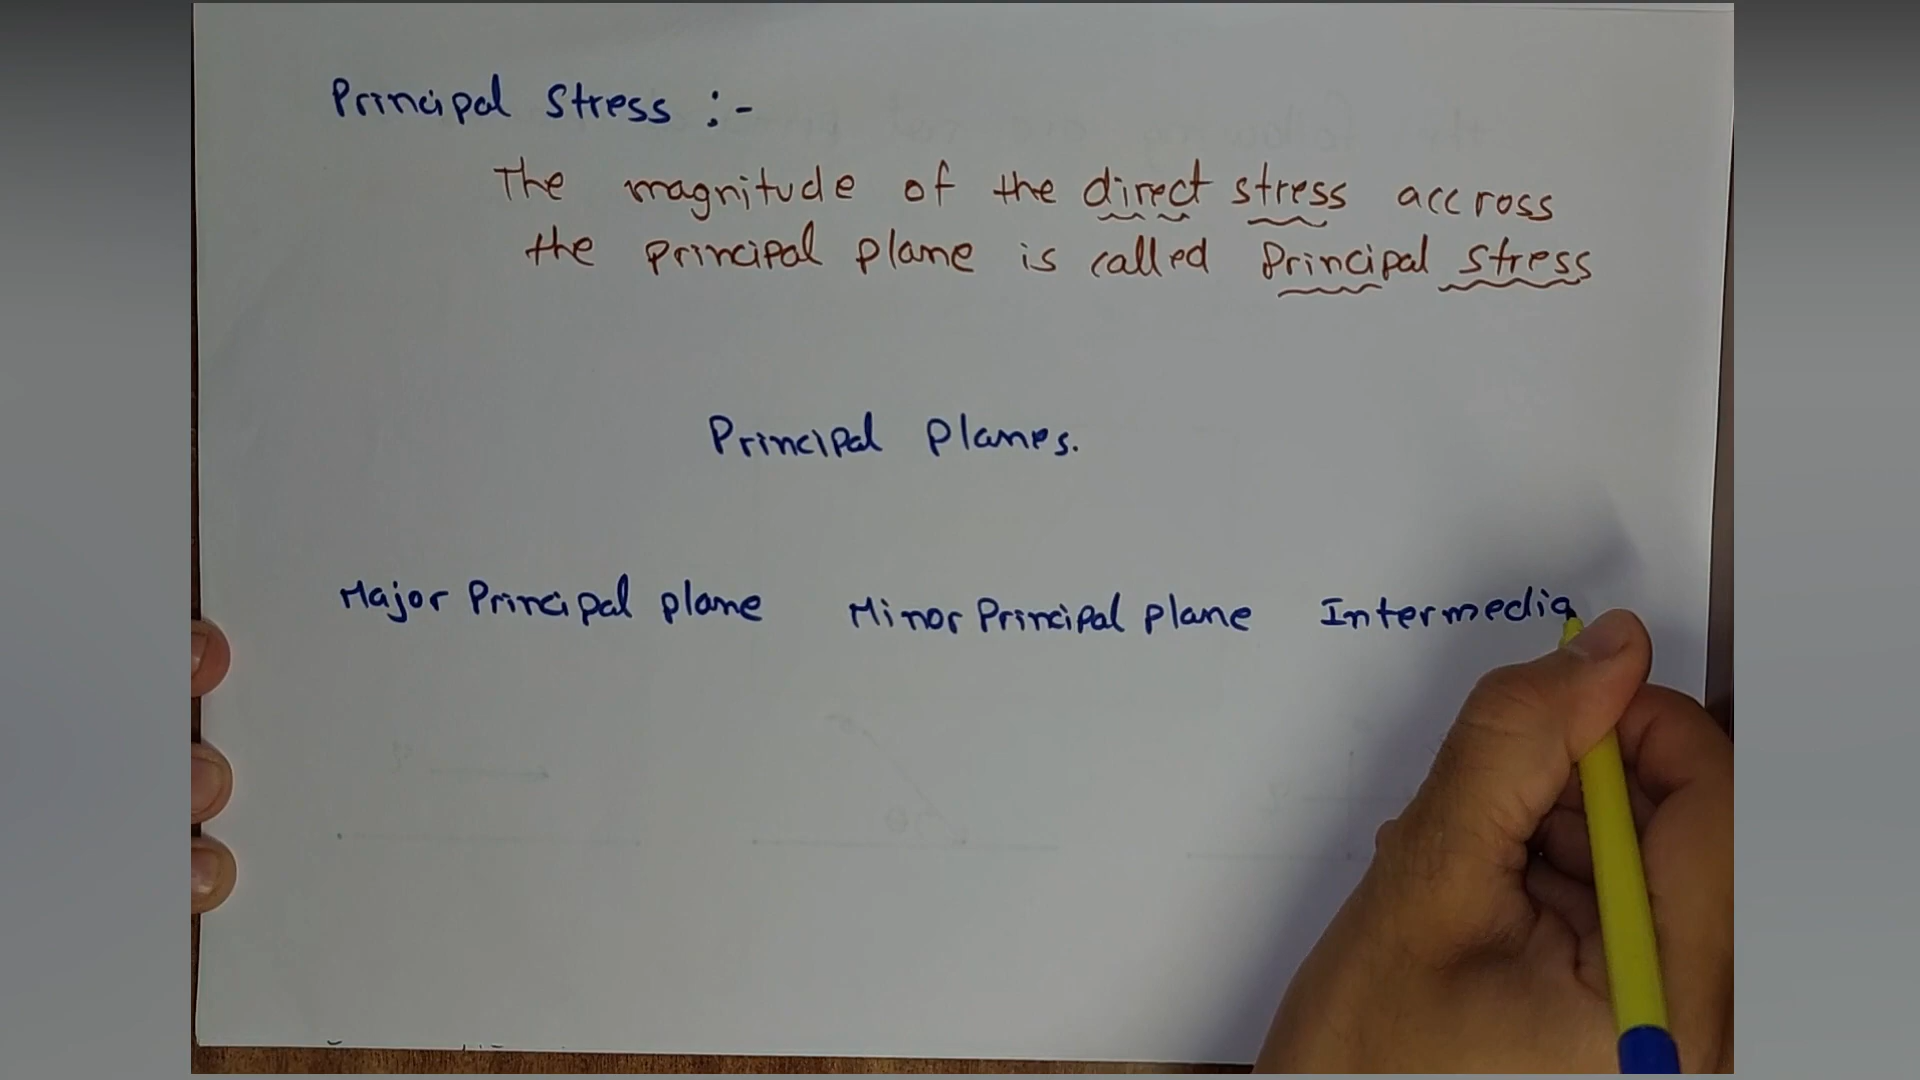 Principal Stress :-
The magnitude of the direct stress accross
the principal plane is called Principal stress
Principal Planes.
Major Principal plane Minor Principal plane Intermedia